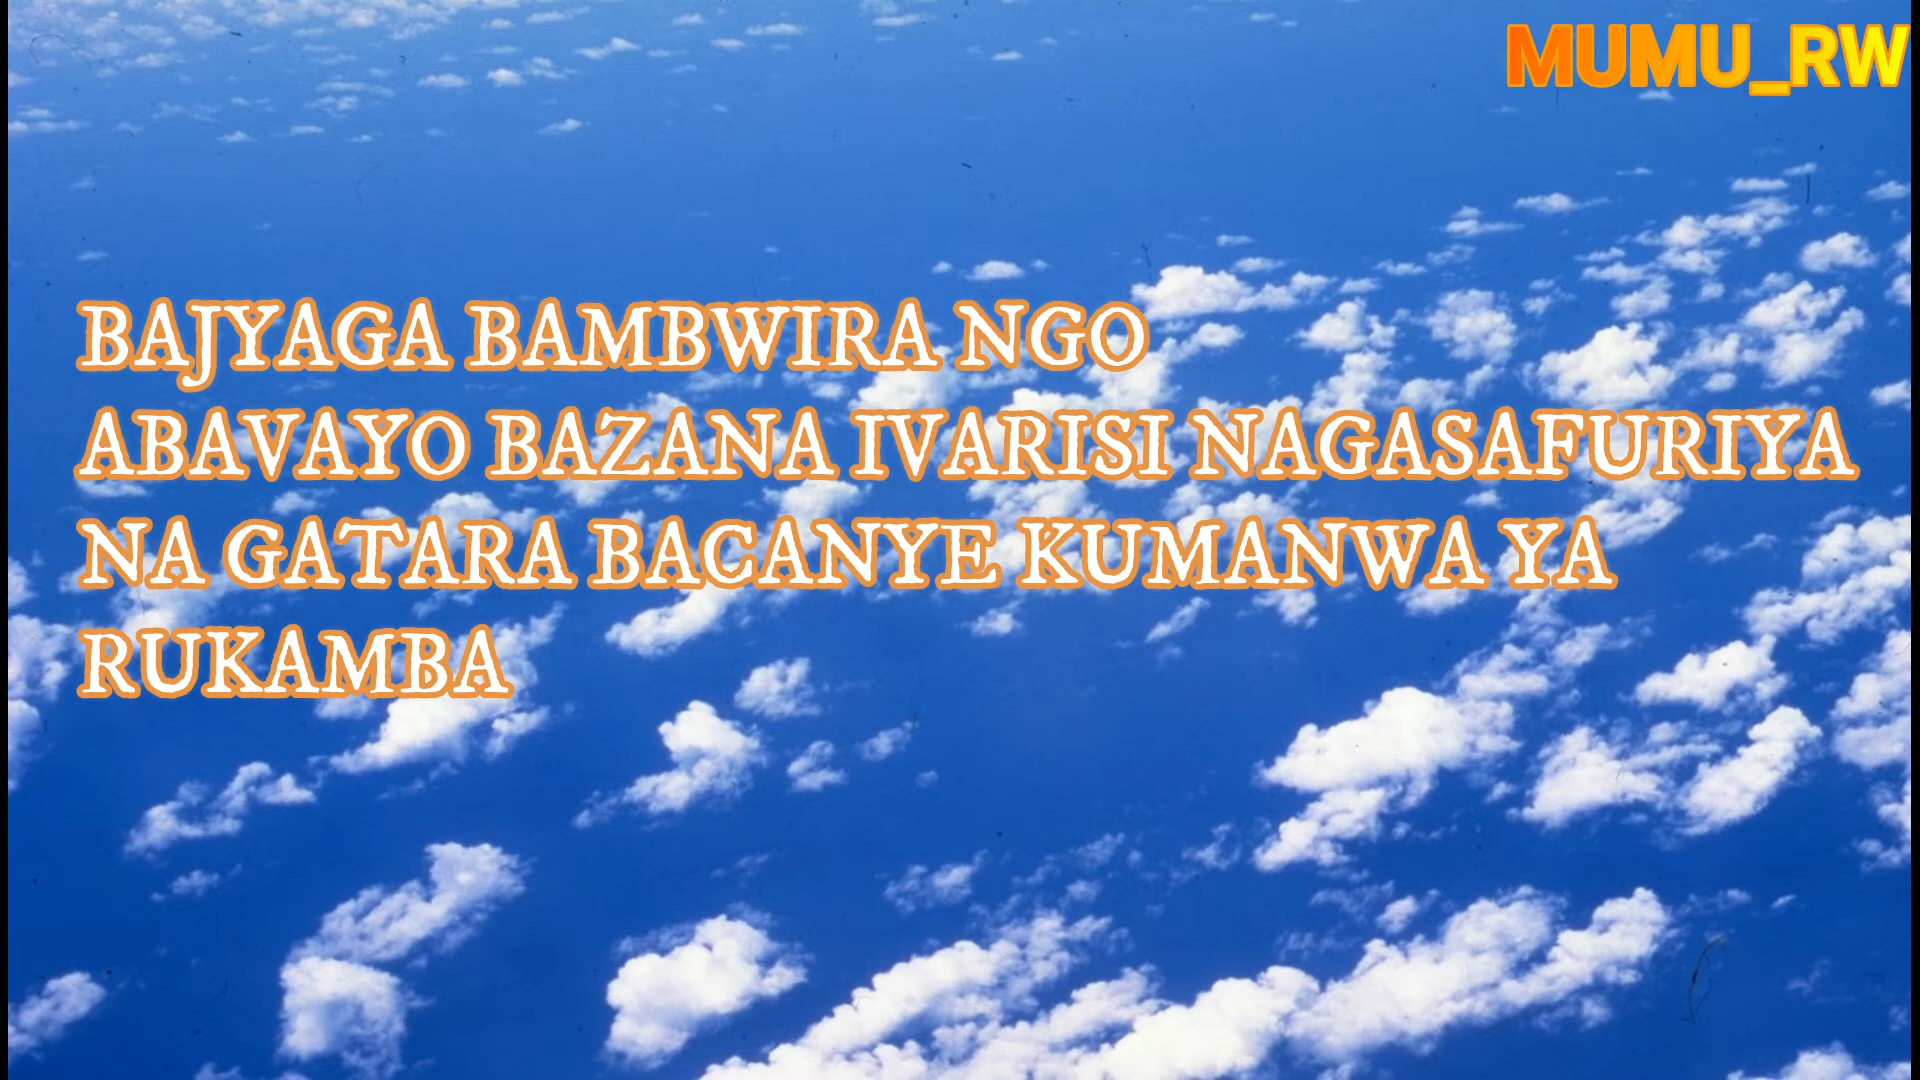 MUMU_RW
BAJYAGA BAMBWIRA NGO
ABAVAYO BAZANA IVARISI NAGASAFURIYA
NA GATARA BACANYE KUMANWA YA
RUKAMBA